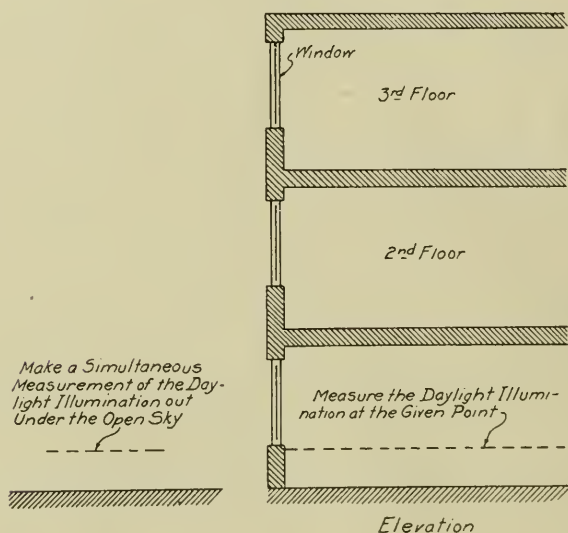 Window
3rd Floor
2nd Floor
Make a Simultaneous
Measurement of the Day-
light Illumination out
Under the Open Sky
Measure the Daylight Illumi-
nation at the Given Point
Elevation